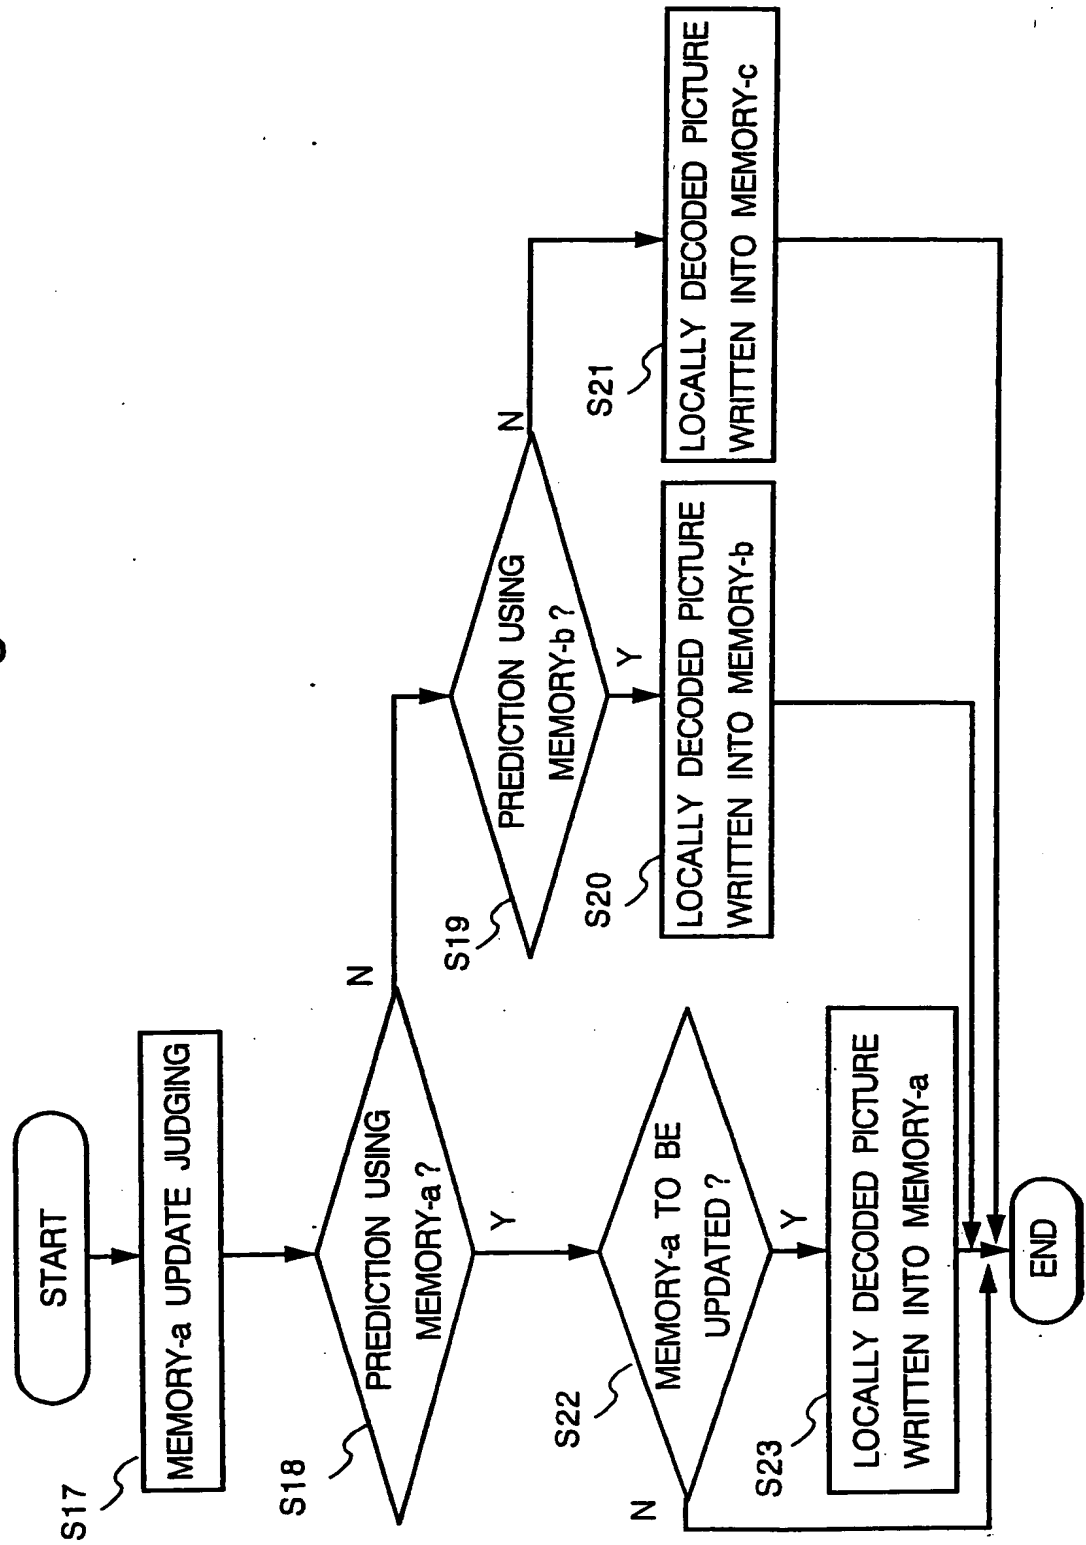 START
S17
MEMORY-a UPDATE JUDGING
S18
PREDICTION USING
MEMORY-a?
N
Y
S19
PREDICTION USING
MEMORY-b?
N
Y
S20
LOCALLY DECODED PICTURE
WRITTEN INTO MEMORY-b
S21
LOCALLY DECODED PICTURE
WRITTEN INTO MEMORY-c
S22
MEMORY-a TO BE
UPDATED?
N
Y
S23
LOCALLY DECODED PICTURE
WRITTEN INTO MEMORY-a
END